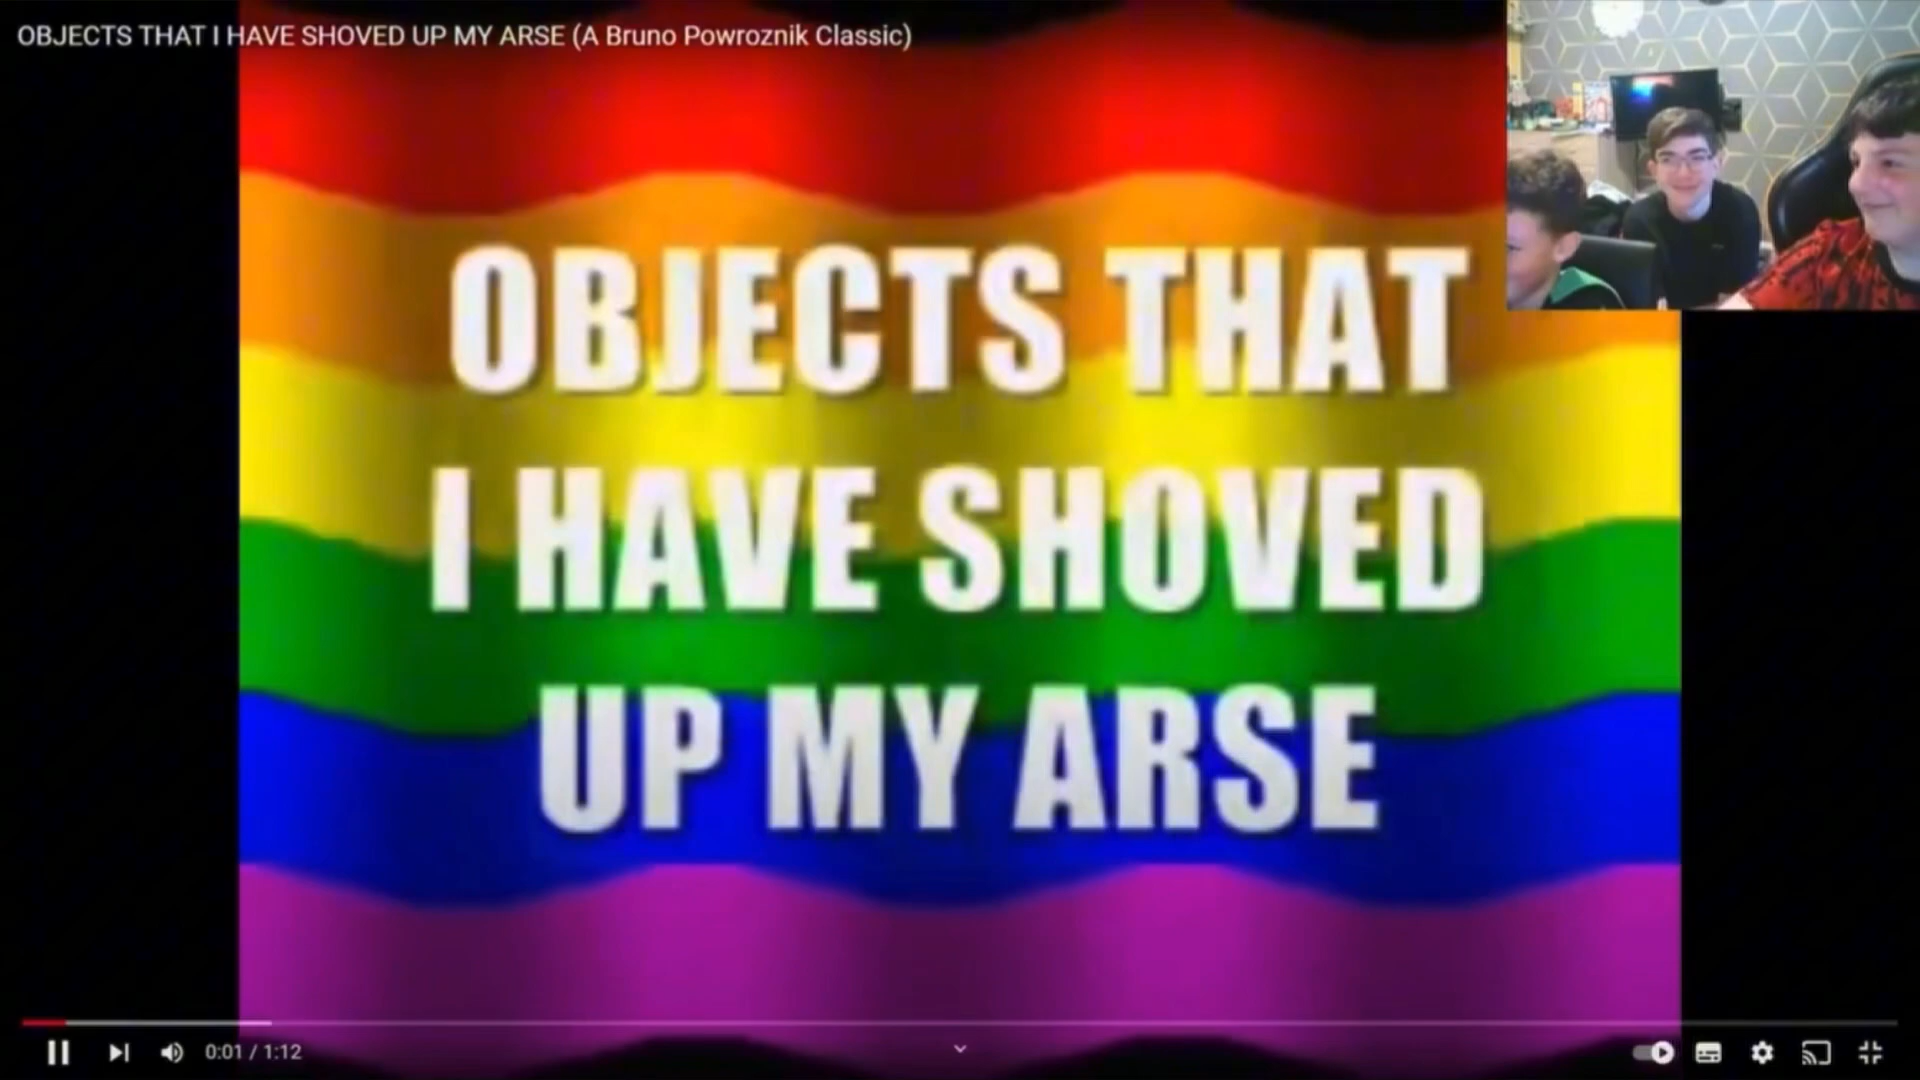 OBJECTS THAT I HAVE SHOVED UP MY ARSE (A Bruno Powroznik Classic)
OBJECTS THAT
I HAVE SHOVED
UP MY ARSE
0:01 / 1:12